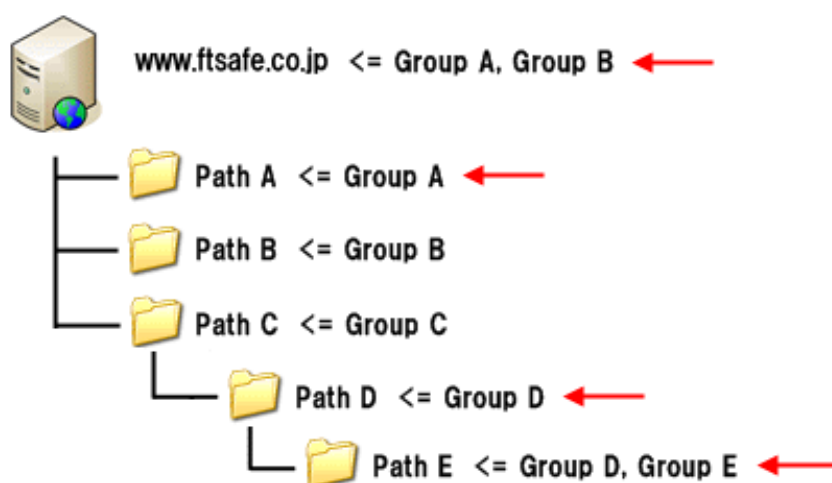 www.ftsafe.co.jp <= Group A, Group B
Path A <= Group A
Path B <= Group B
Path C <= Group C
Path D <= Group D
Path E <= Group D, Group E